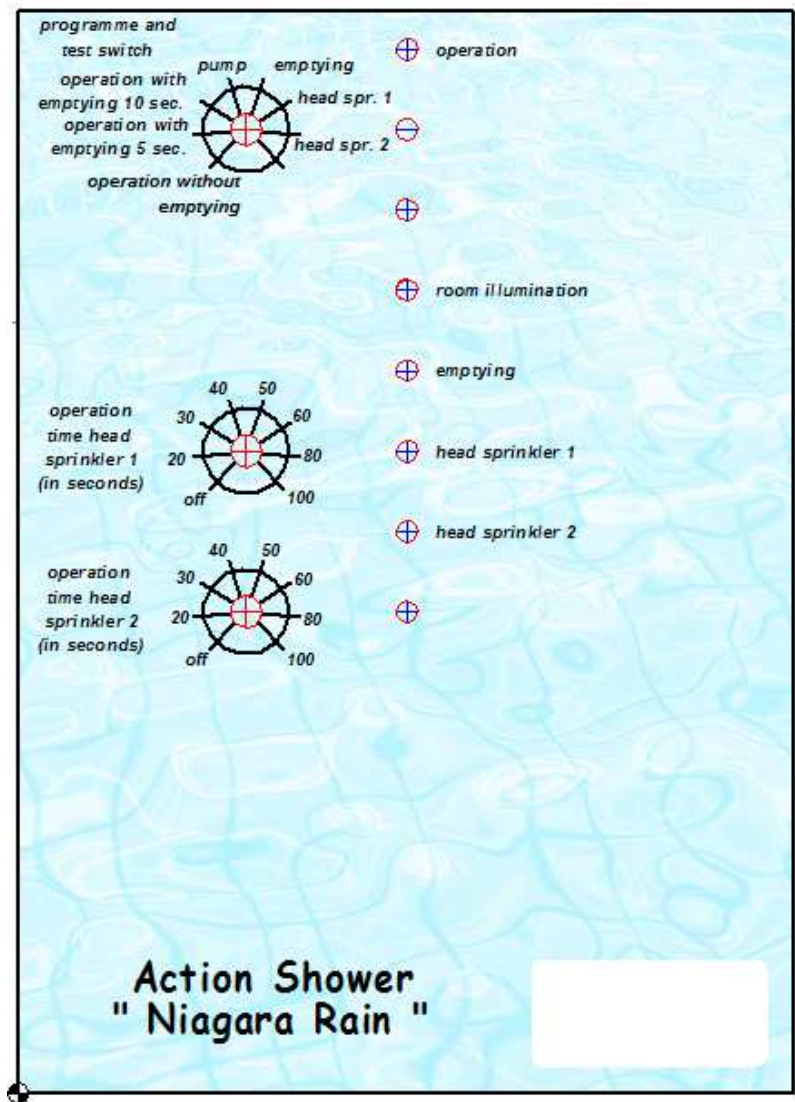 programme and
test switch
operation
pump
emptying
operation with
emptying 10 sec.
head spr. 1
operation with
emptying 5 sec.
head spr. 2
operation without
emptying
room illumination
emptying
40
50
30
60
20
80
off
100
operation
time head
sprinkler 1
(in seconds)
head sprinkler 1
head sprinkler 2
40
50
30
60
20
80
off
100
operation
time head
sprinkler 2
(in seconds)
Action Shower
" Niagara Rain "